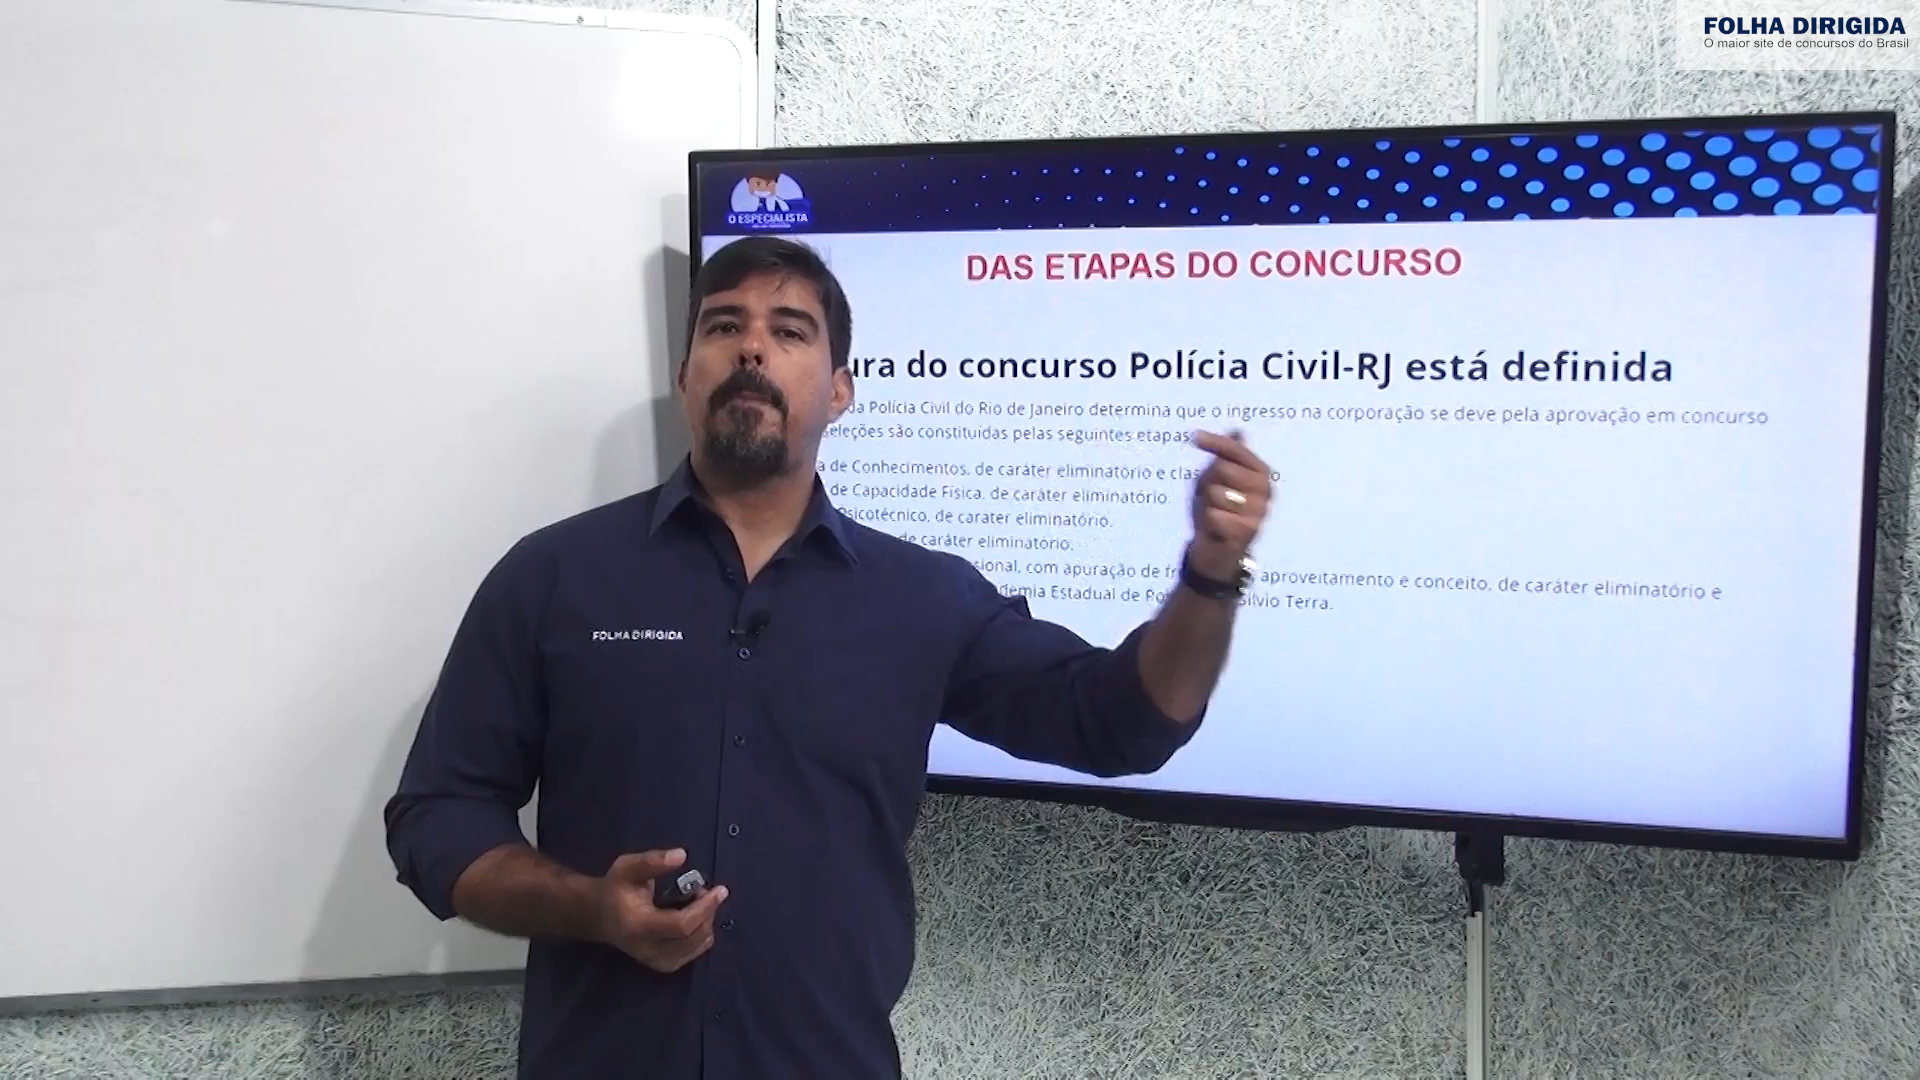 FOLHA DIRIGIDA
O maior site de concursos do Brasil
O ESPECIALISTA
DAS ETAPAS DO CONCURSO
ura do concurso Polícia Civil-RJ está definida
da Polícia Civil do Rio de Janeiro determina que o ingresso na corporação se deve pela aprovação em concurso
seleções são constituídas pelas seguintes etapas
de Conhecimentos, de caráter eliminatório e clas o.
de Capacidade Física, de caráter eliminatório.
Psicotécnico, de caráter eliminatório.
de caráter eliminatório.
sional, com apuração de fr aproveitamento e conceito, de caráter eliminatório e
demia Estadual de Po Sílvio Terra.
FOLHA DIRIGIDA